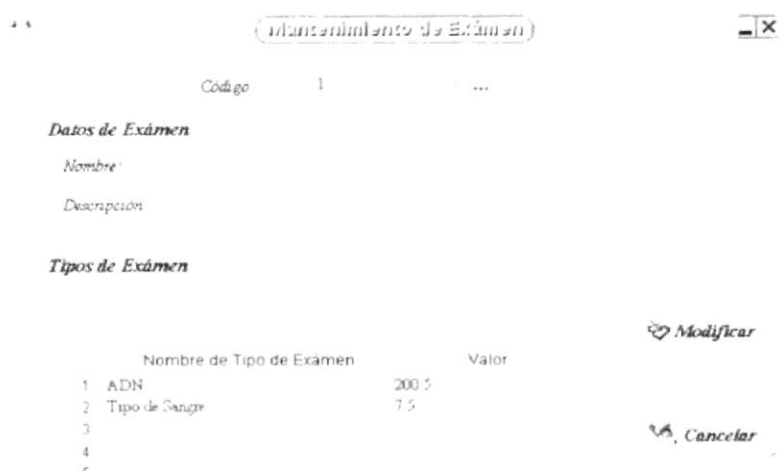 Mantenimiento de Exámen
Código 1 ...
Datos de Exámen
Nombre
Descripción
Tipos de Exámen
Modificar
Nombre de Tipo de Exámen Valor
1 ADN 200.5
2 Tipo de Sangre 7.5
3
4
Cancelar
5